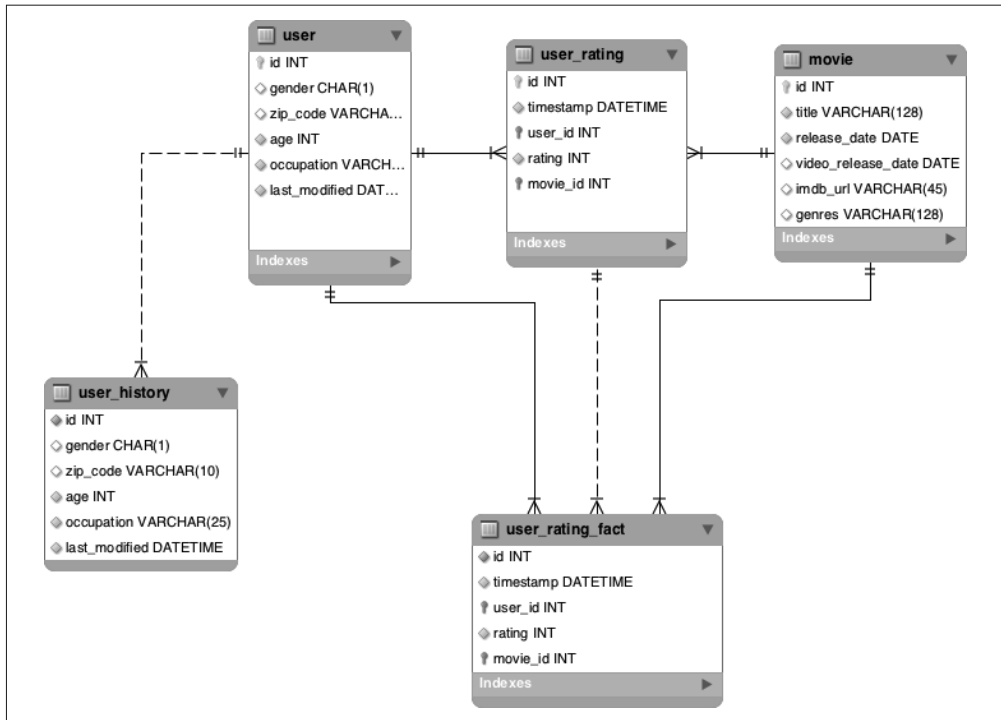 user
id INT
gender CHAR(1)
zip_code VARCHA...
age INT
occupation VARCH...
last_modified DAT...
Indexes
user_rating
id INT
timestamp DATETIME
user_id INT
rating INT
movie_id INT
Indexes
movie
id INT
title VARCHAR(128)
release_date DATE
video_release_date DATE
imdb_url VARCHAR(45)
genres VARCHAR(128)
Indexes
user_history
id INT
gender CHAR(1)
zip_code VARCHAR(10)
age INT
occupation VARCHAR(25)
last_modified DATETIME
user_rating_fact
id INT
timestamp DATETIME
user_id INT
rating INT
movie_id INT
Indexes